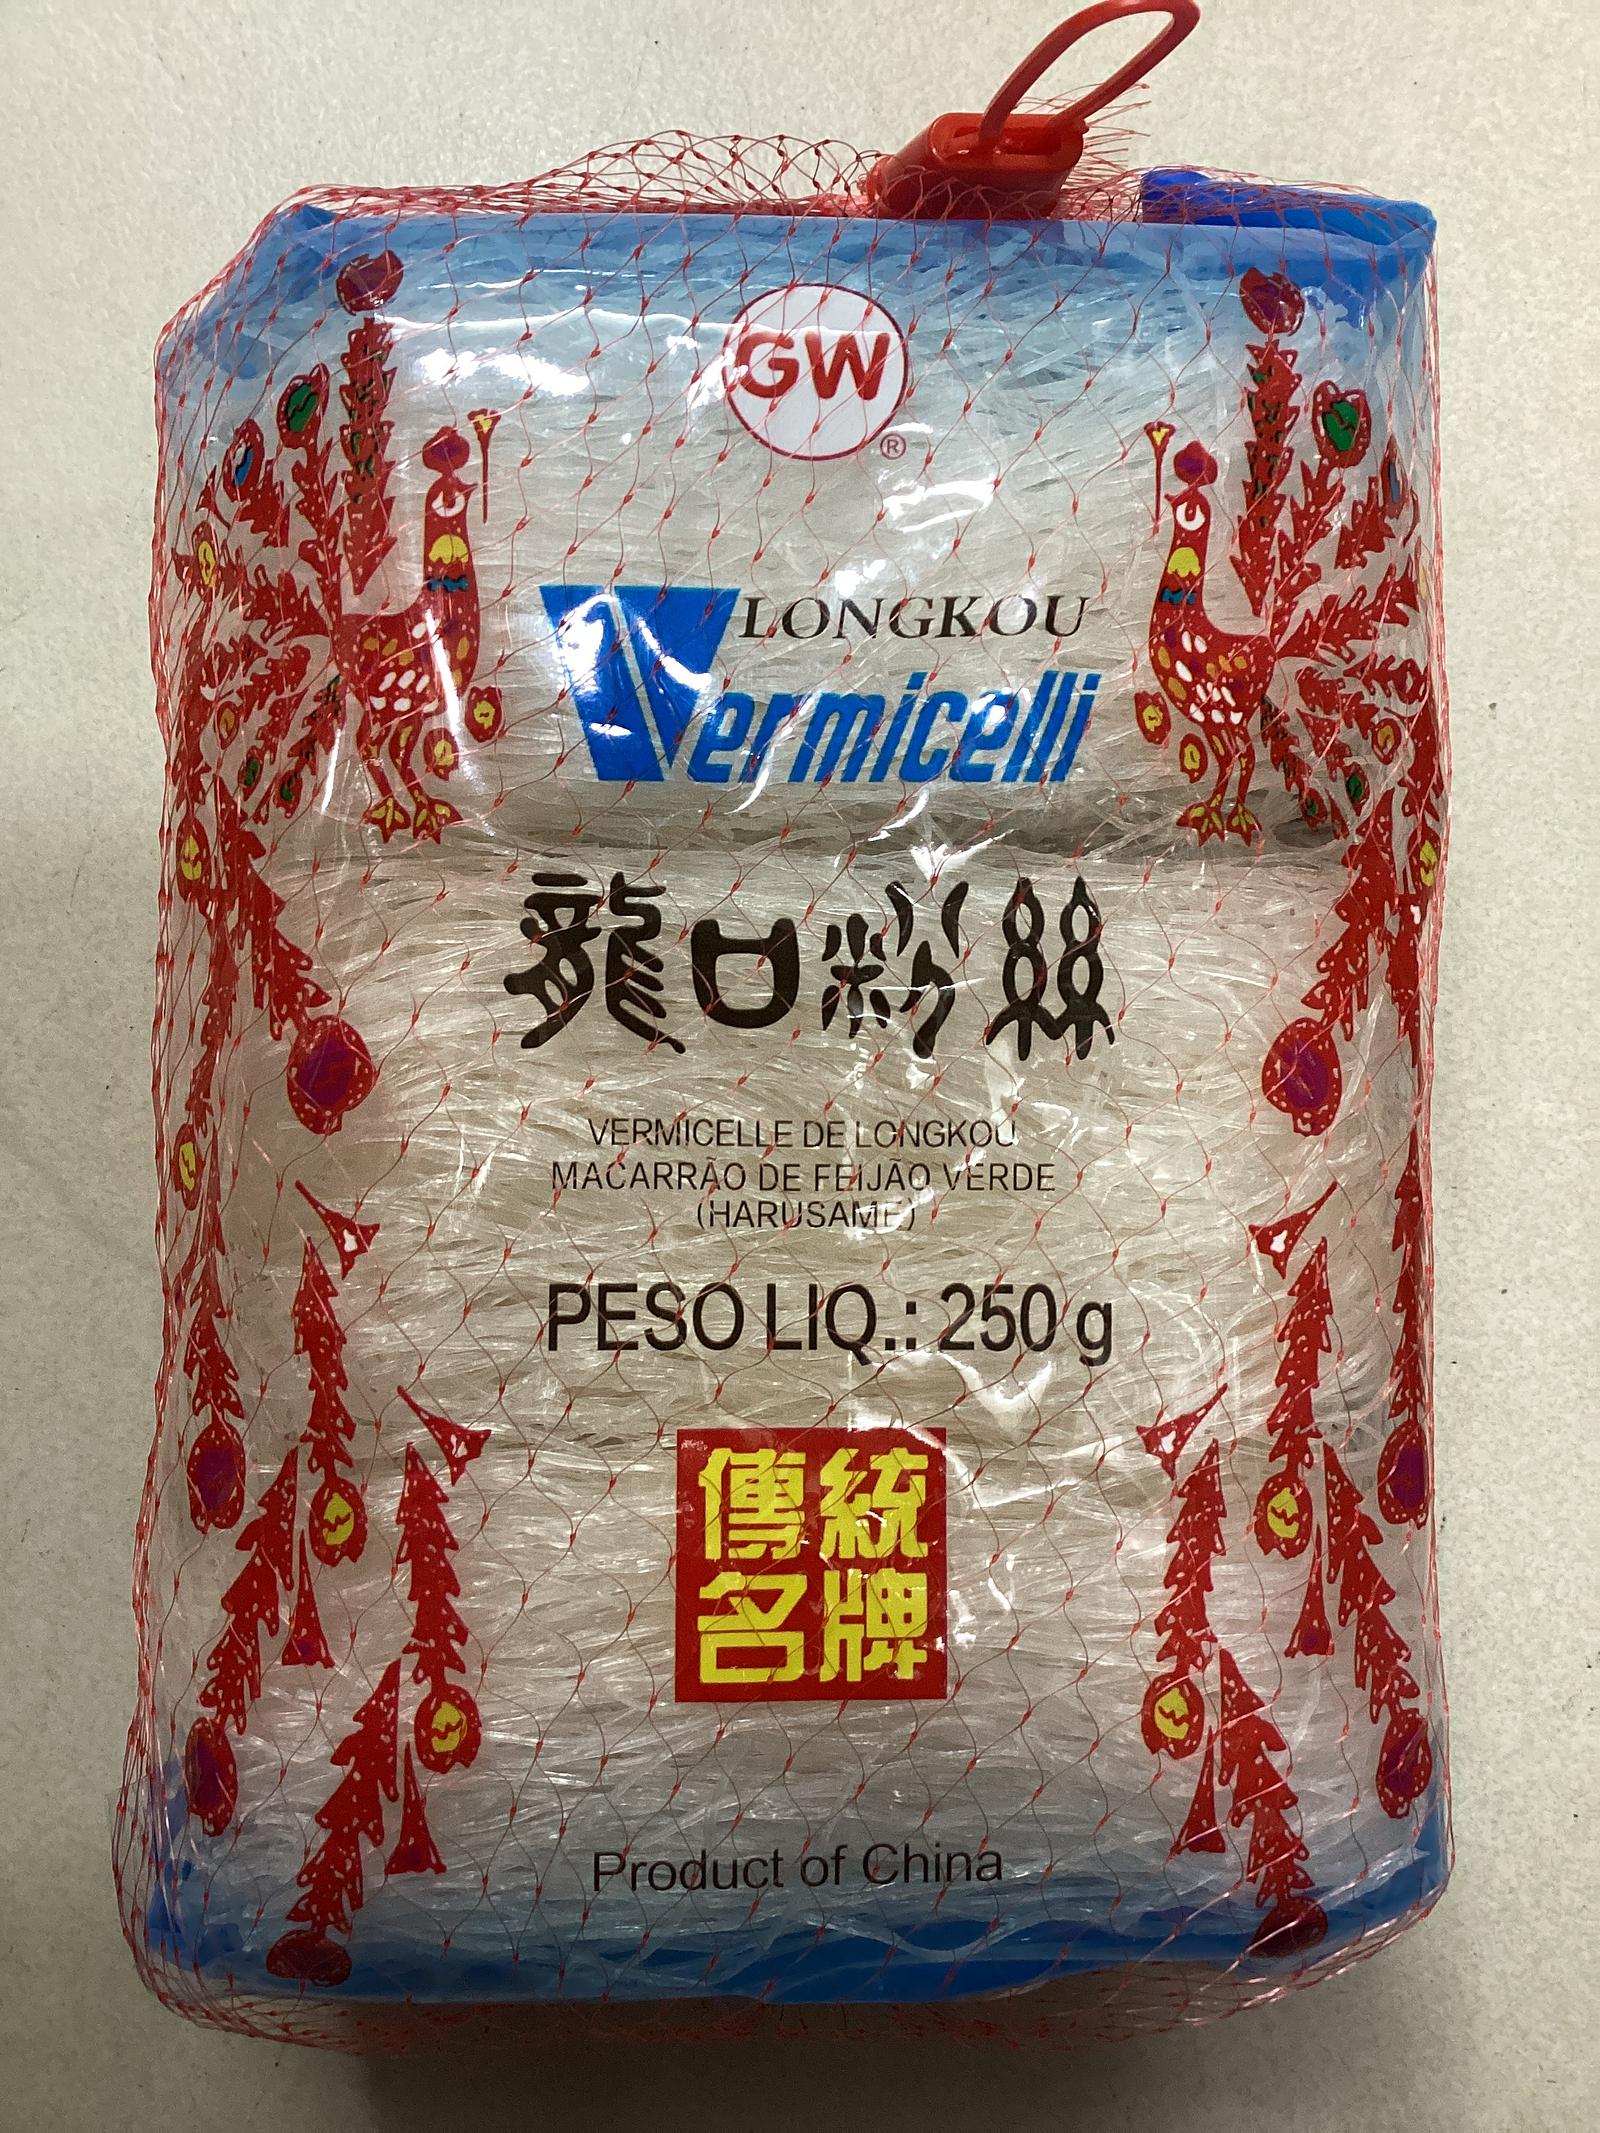 GW
®
LONGKOU
Vermicelli
龍口粉絲
VERMICELLE DE LONGKOU
MACARRÃO DE FEIJÃO VERDE
(HARUSAME)
PESO LIQ.: 250 g
傳統
名牌
Product of China